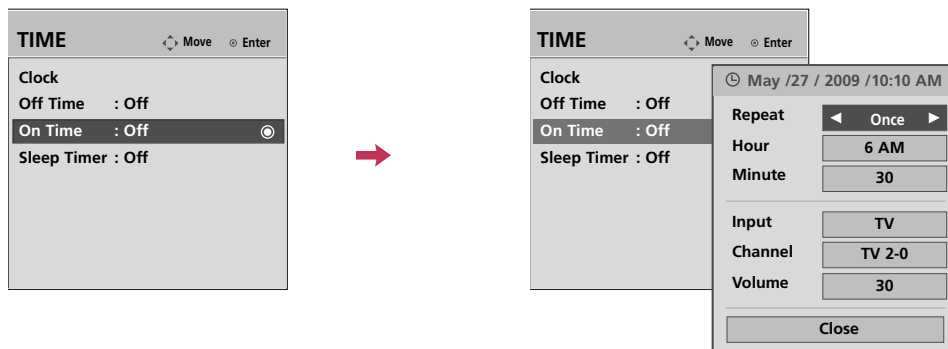 TIME Move Enter
Clock
Off Time : Off
On Time : Off
Sleep Timer : Off
TIME Move Enter
Clock
Off Time : Off
On Time : Off
Sleep Timer : Off
May /27 / 2009 /10:10 AM
Repeat ◀ Once ▶
Hour 6 AM
Minute 30
Input TV
Channel TV 2-0
Volume 30
Close